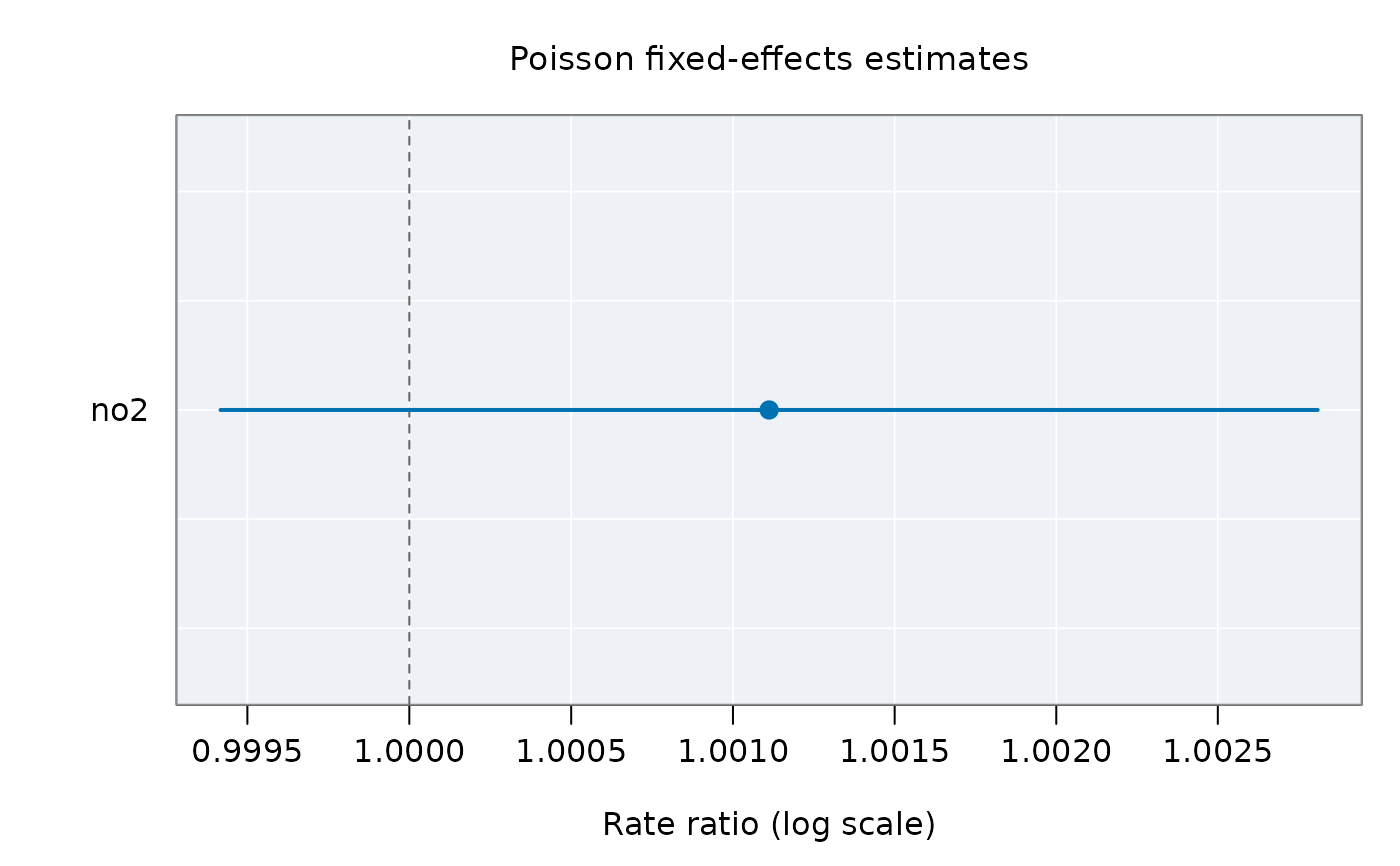 Poisson fixed-effects estimates
no2
0.9995 1.0000 1.0005 1.0010 1.0015 1.0020 1.0025
Rate ratio (log scale)